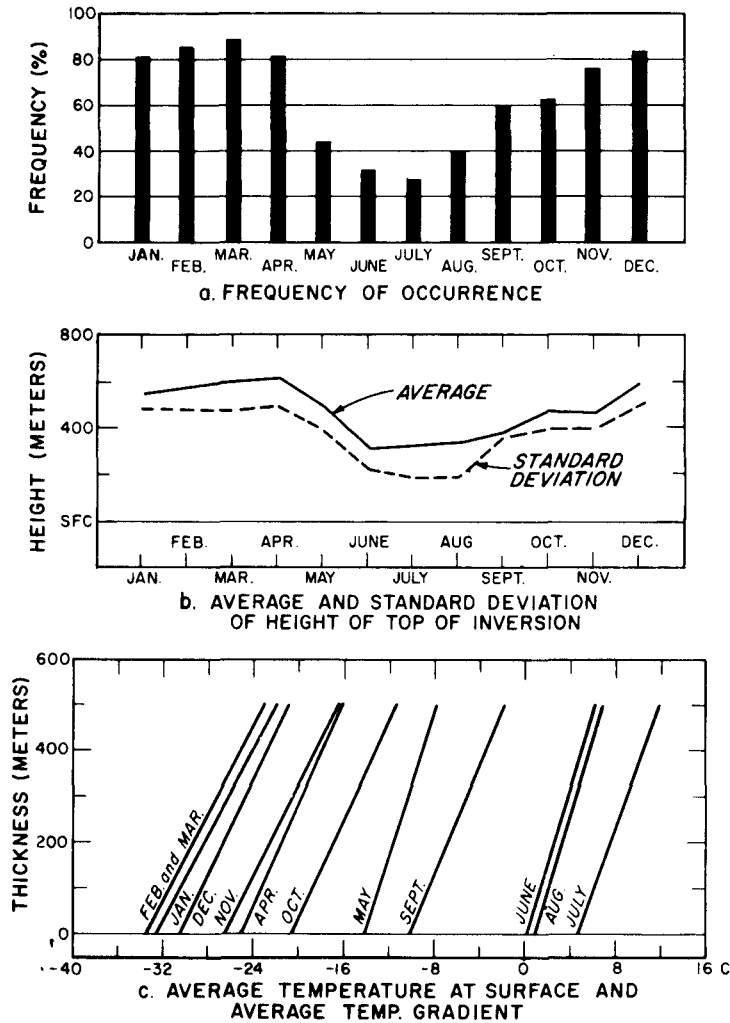 100
80
60
40
20
0
FREQUENCY (%)
JAN. FEB. MAR. APR. MAY JUNE JULY AUG. SEPT. OCT. NOV. DEC.
a. FREQUENCY OF OCCURRENCE
800
400
SFC
HEIGHT (METERS)
AVERAGE
STANDARD
DEVIATION
FEB. APR. JUNE AUG OCT. DEC.
JAN. MAR. MAY JULY SEPT. NOV.
b. AVERAGE AND STANDARD DEVIATION
OF HEIGHT OF TOP OF INVERSION
600
400
200
0
THICKNESS (METERS)
FEB. and MAR.
JAN.
DEC.
NOV.
APR.
OCT.
MAY
SEPT.
JUNE
AUG.
JULY
-40 -32 -24 -16 -8 0 8 16 C
c. AVERAGE TEMPERATURE AT SURFACE AND
AVERAGE TEMP. GRADIENT